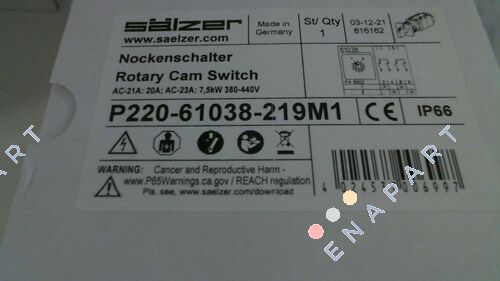 sälzer
www.saelzer.com
Made in
Germany
St/ Qty
1
03-12-21
816162
Nockenschalter
Rotary Cam Switch
AC-21A: 20A; AC-23A: 7,5kW 380-440V
61038
P220-61038-219M1
CE
IP66
WARNING: Cancer and Reproductive Harm -
www.P65Warnings.ca.gov / REACH regulation
Pls. see, www.saelzer.com/download
ENAPART